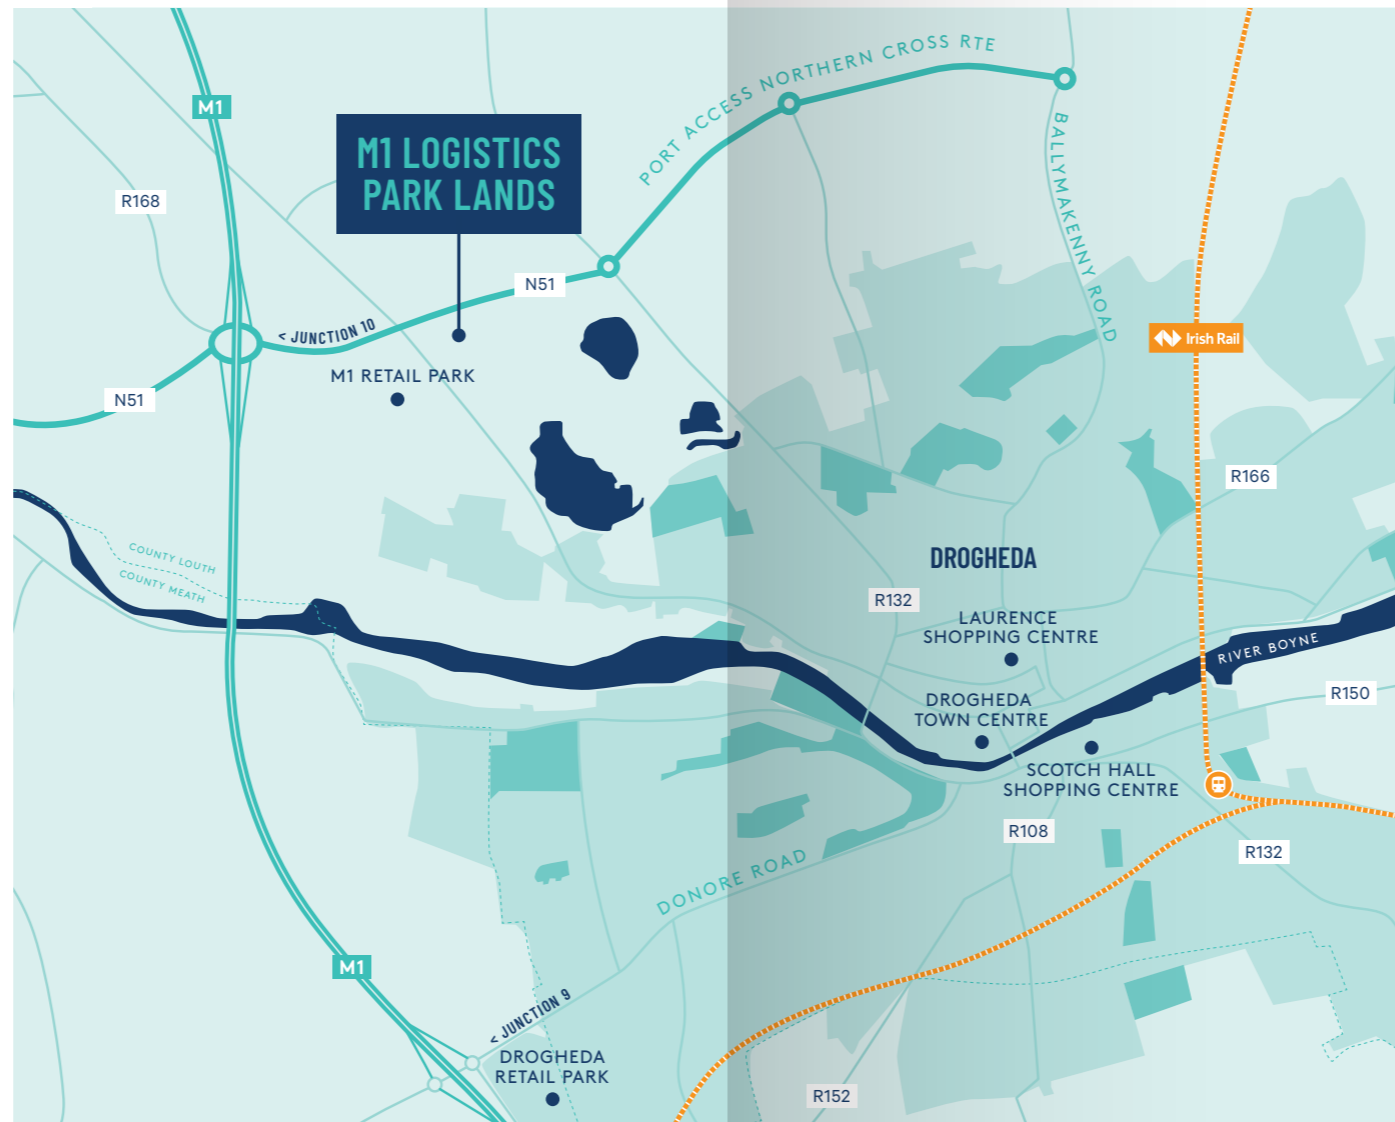 PORT ACCESS NORTHERN CROSS RTE
M1
M1 LOGISTICS
PARK LANDS
BALLYMAKENNY ROAD
R168
N51
< JUNCTION 10
Irish Rail
M1 RETAIL PARK
N51
R166
COUNTY LOUTH
COUNTY MEATH
DROGHEDA
R132
LAURENCE
SHOPPING CENTRE
RIVER BOYNE
R150
DROGHEDA
TOWN CENTRE
SCOTCH HALL
SHOPPING CENTRE
R108
R132
DONORE ROAD
M1
< JUNCTION 9
DROGHEDA
RETAIL PARK
R152